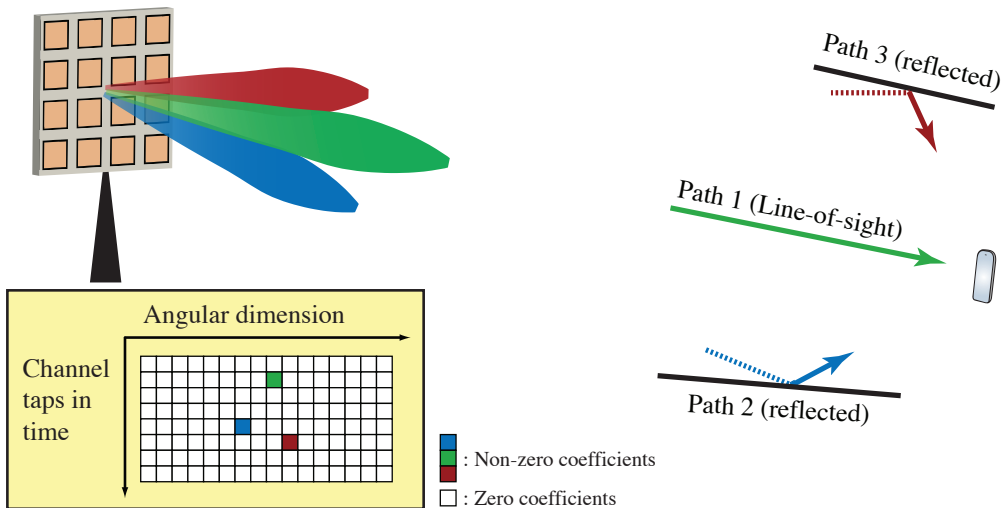 Path 3 (reflected)
Path 1 (Line-of-sight)
Path 2 (reflected)
Angular dimension
Channel
taps in
time
: Non-zero coefficients
: Zero coefficients